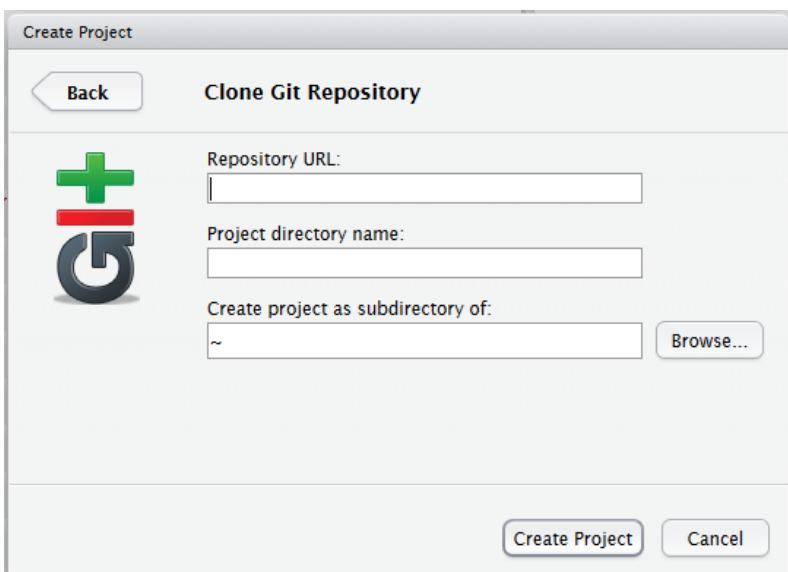 Create Project
Back
Clone Git Repository
Repository URL:
Project directory name:
Create project as subdirectory of:
~
Browse...
Create Project
Cancel
git